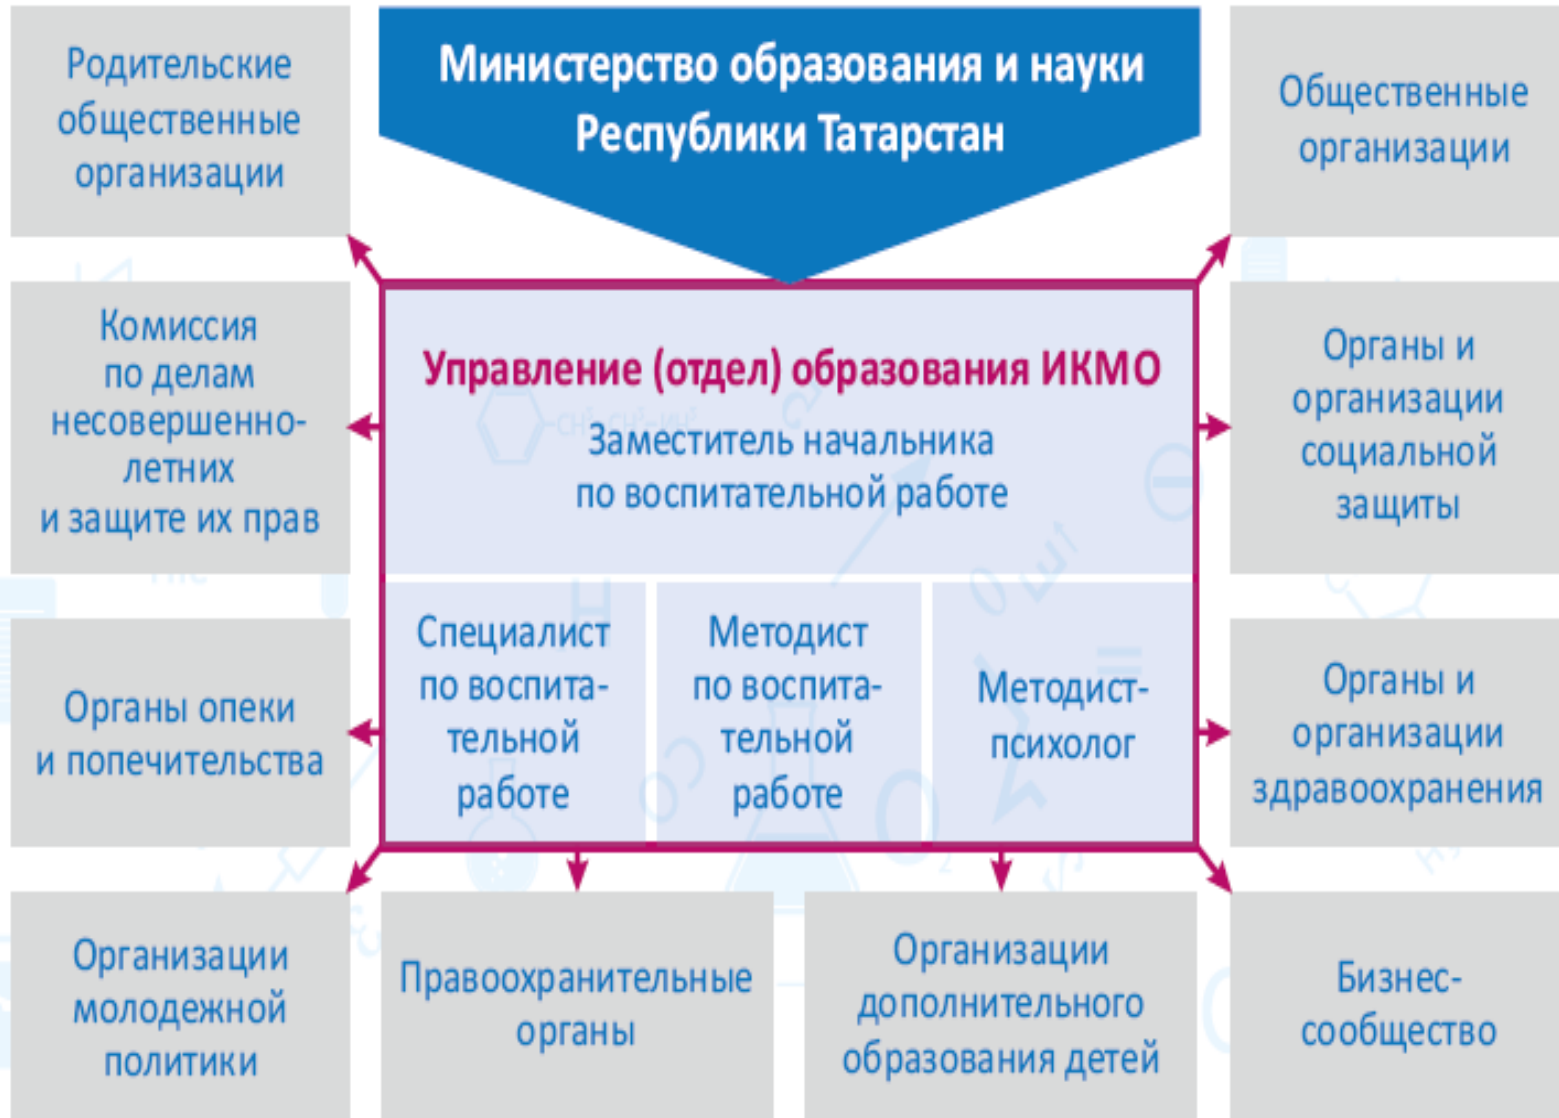 Родительские
общественные
организации
Министерство образования и науки
Республики Татарстан
Общественные
организации
Комиссия
по делам
несовершенно-
летних
и защите их прав
Управление (отдел) образования ИКМО
Заместитель начальника
по воспитательной работе
Органы и
организации
социальной
защиты
Органы опеки
и попечительства
Специалист
по воспита-
тельной
работе
Методист
по воспита-
тельной
работе
Методист-
психолог
Органы и
организации
здравоохранения
Организации
молодежной
политики
Правоохранительные
органы
Организации
дополнительного
образования детей
Бизнес-
сообщество